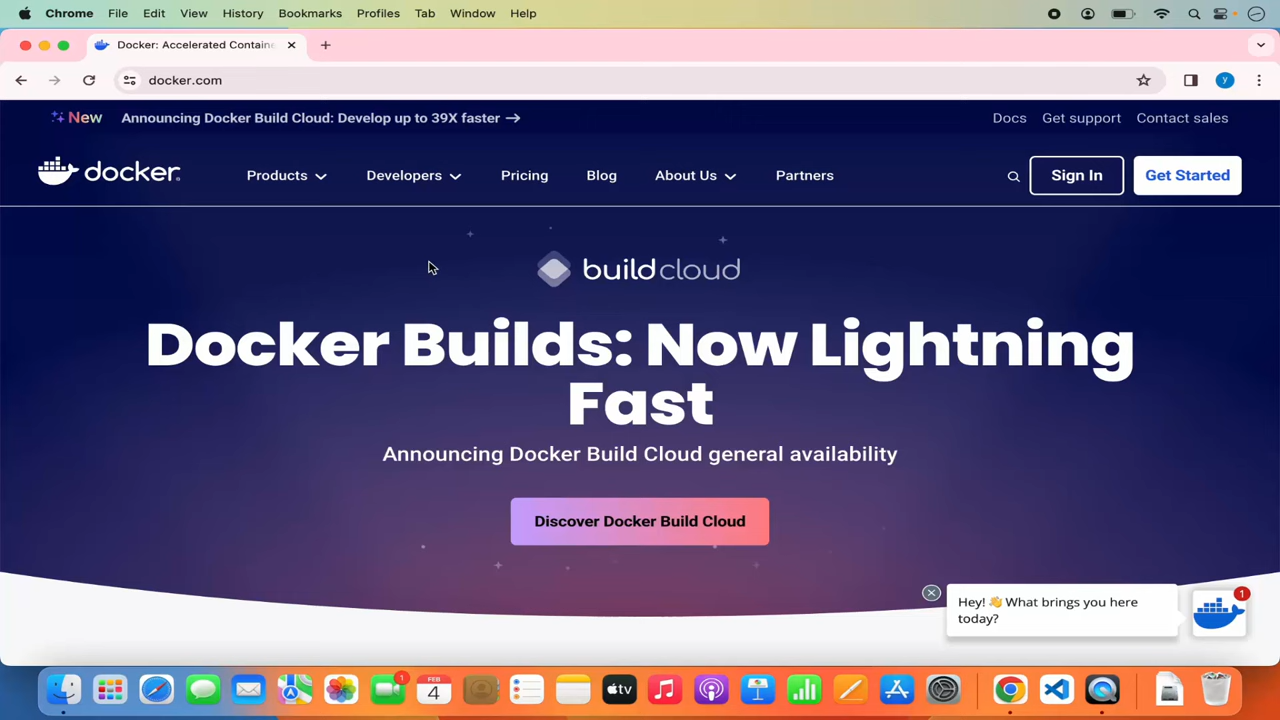 Chrome File Edit View History Bookmarks Profiles Tab Window Help
Docker: Accelerated Containe
docker.com
y
New Announcing Docker Build Cloud: Develop up to 39X faster → Docs Get support Contact sales
docker Products Developers Pricing Blog About Us Partners Sign In Get Started
build cloud
Docker Builds: Now Lightning
Fast
Announcing Docker Build Cloud general availability
Discover Docker Build Cloud
Hey! 👋 What brings you here
today?
1
1
FEB
4
tv